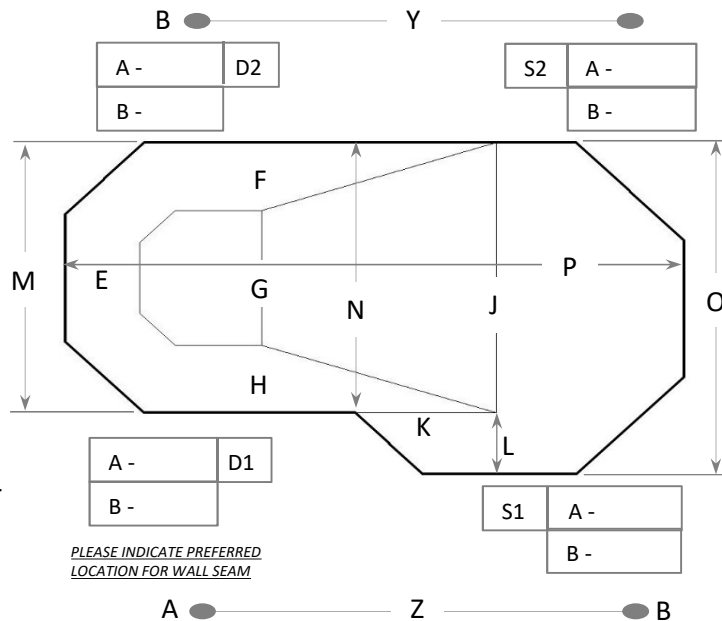 B Y
A - D2 S2 A -
B - B -
F
M E P O
G N J
H
K
L
A - D1
B - S1 A -
B -
PLEASE INDICATE PREFERRED
LOCATION FOR WALL SEAM
A Z B